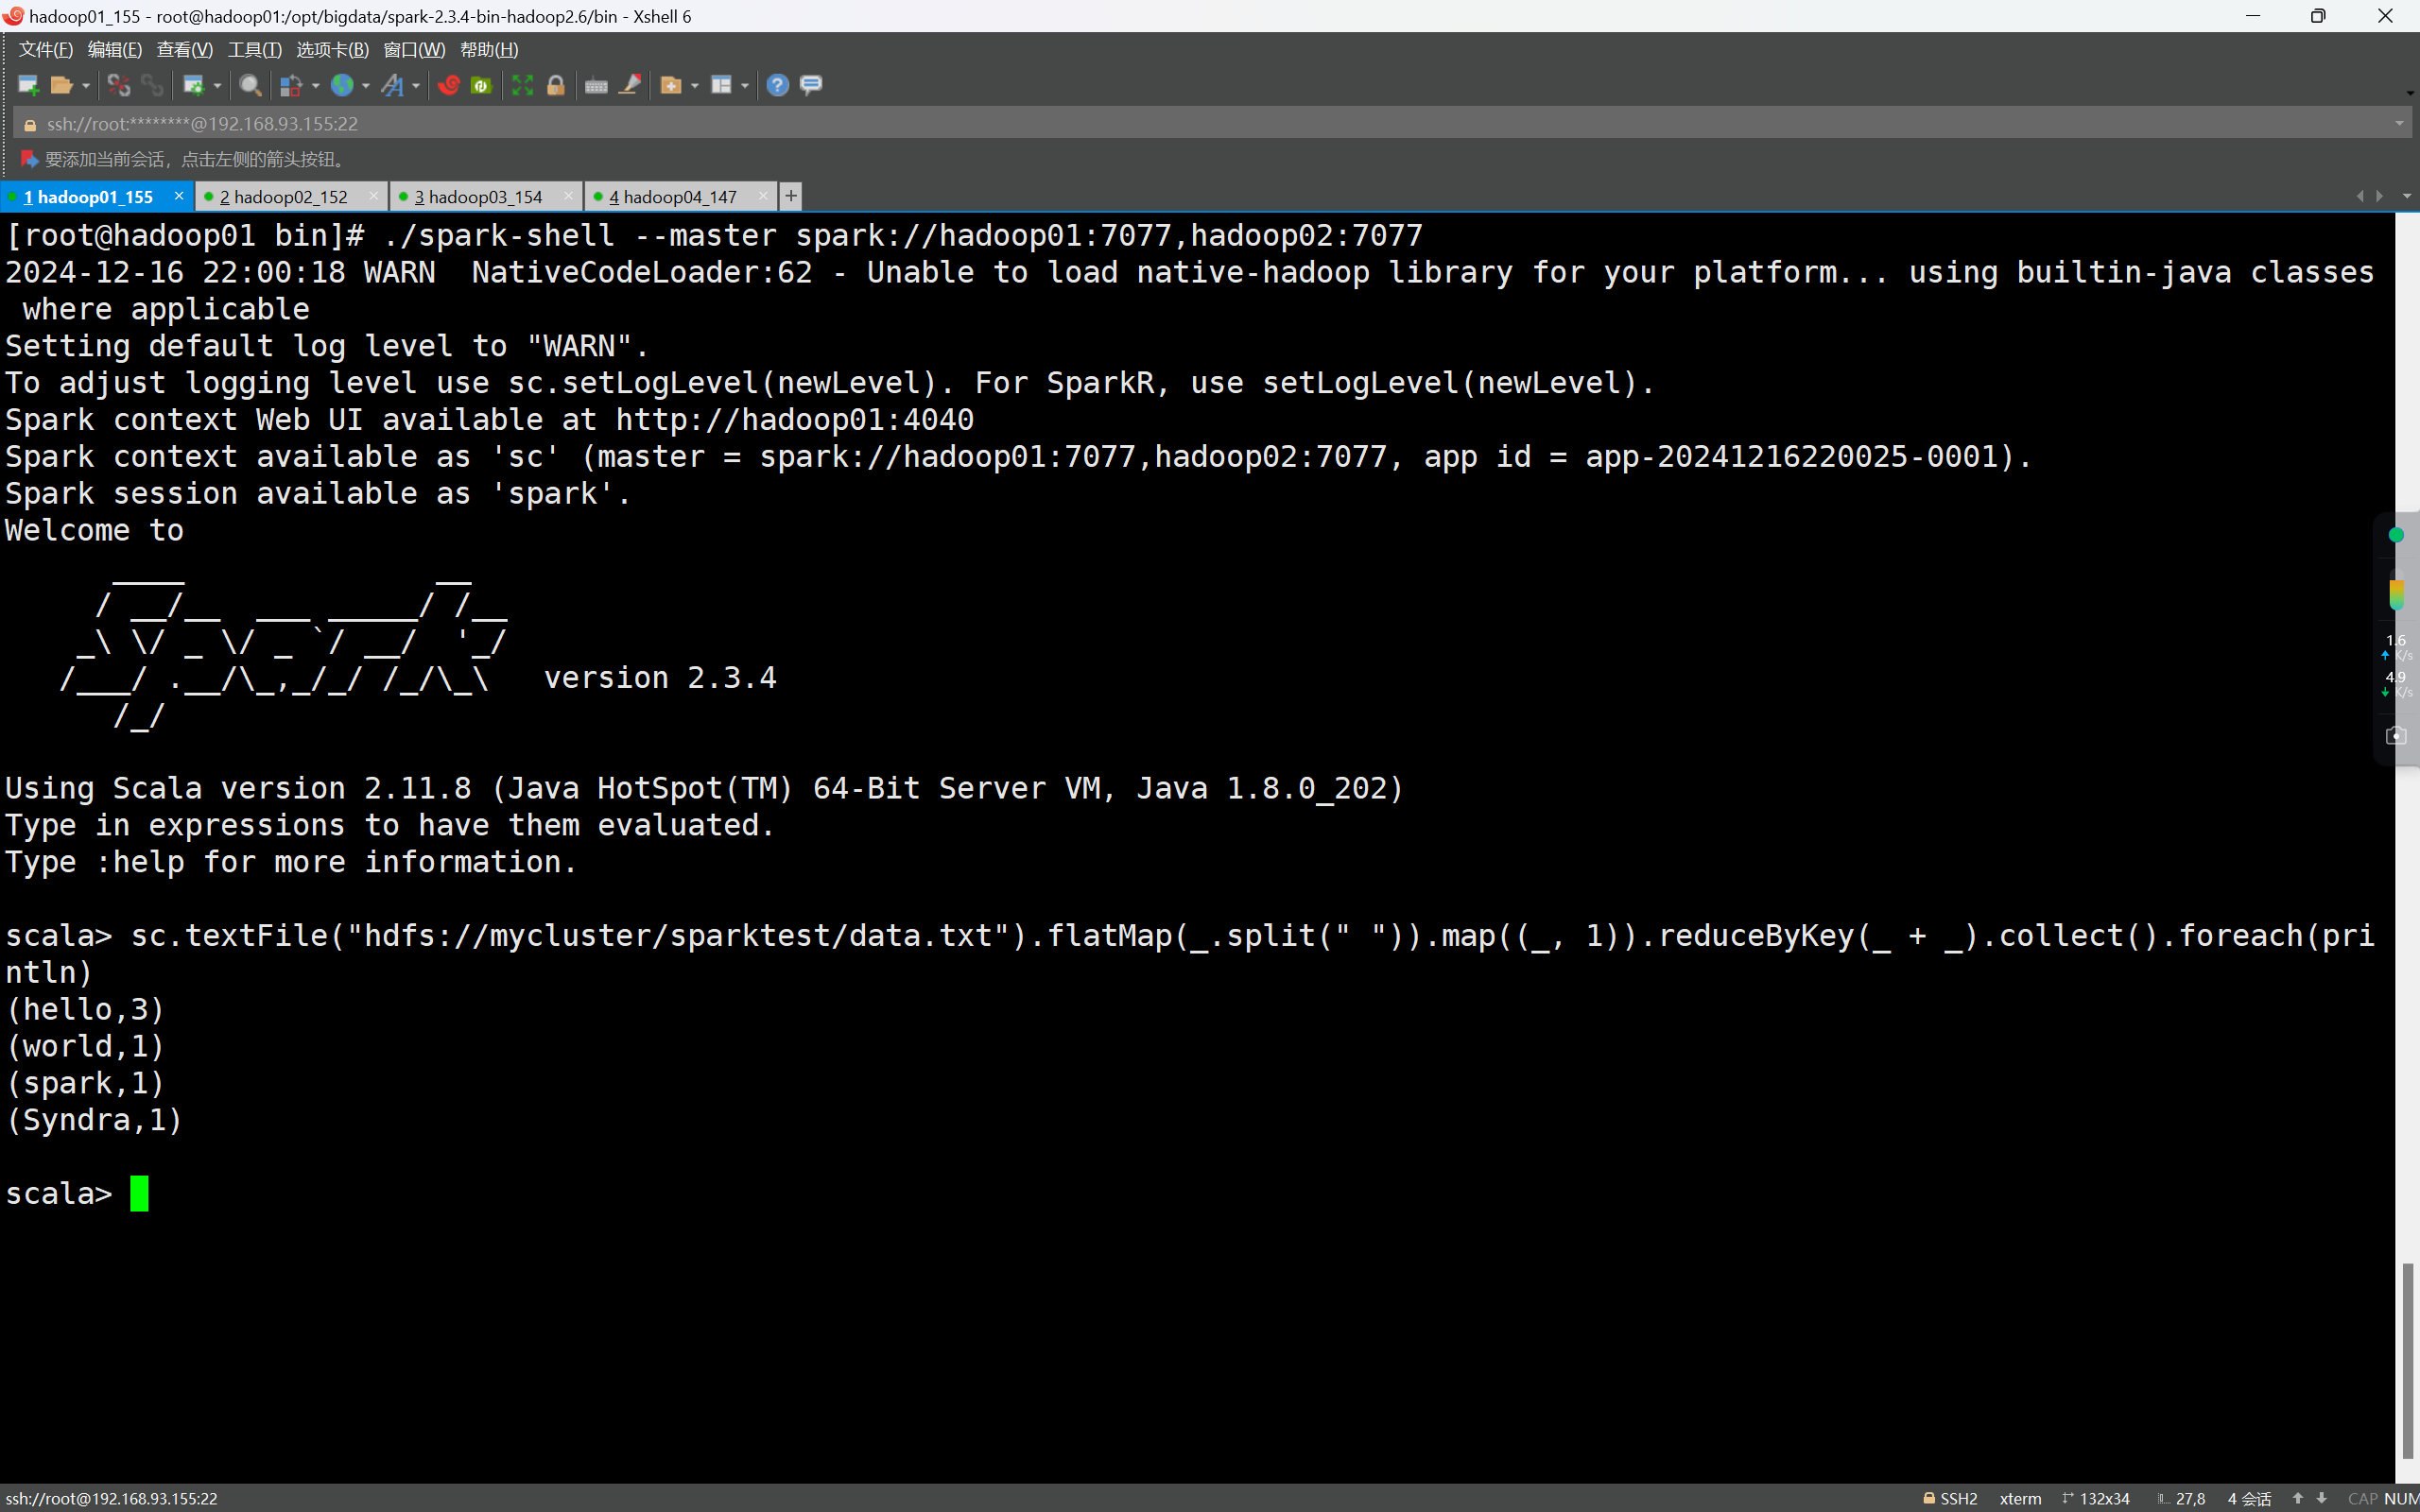 hadoop01_155 - root@hadoop01:/opt/bigdata/spark-2.3.4-bin-hadoop2.6/bin - Xshell 6
文件(F) 编辑(E) 查看(V) 工具(T) 选项卡(B) 窗口(W) 帮助(H)
ssh://root:********@192.168.93.155:22
要添加当前会话，点击左侧的箭头按钮。
1 hadoop01_155 2 hadoop02_152 3 hadoop03_154 4 hadoop04_147
[root@hadoop01 bin]# ./spark-shell --master spark://hadoop01:7077,hadoop02:7077
2024-12-16 22:00:18 WARN  NativeCodeLoader:62 - Unable to load native-hadoop library for your platform... using builtin-java classes
 where applicable
Setting default log level to "WARN".
To adjust logging level use sc.setLogLevel(newLevel). For SparkR, use setLogLevel(newLevel).
Spark context Web UI available at http://hadoop01:4040
Spark context available as 'sc' (master = spark://hadoop01:7077,hadoop02:7077, app id = app-20241216220025-0001).
Spark session available as 'spark'.
Welcome to
      ____              __
     / __/__  ___ _____/ /__
    _\ \/ _ \/ _ `/ __/  '_/
   /___/ .__/\_,_/_/ /_/\_\   version 2.3.4
      /_/
Using Scala version 2.11.8 (Java HotSpot(TM) 64-Bit Server VM, Java 1.8.0_202)
Type in expressions to have them evaluated.
Type :help for more information.
scala> sc.textFile("hdfs://mycluster/sparktest/data.txt").flatMap(_.split(" ")).map((_, 1)).reduceByKey(_ + _).collect().foreach(pri
ntln)
(hello,3)
(world,1)
(spark,1)
(Syndra,1)
scala>
1.6
K/s
4.9
K/s
ssh://root@192.168.93.155:22 SSH2 xterm 132x34 27,8 4 会话 CAP NUM